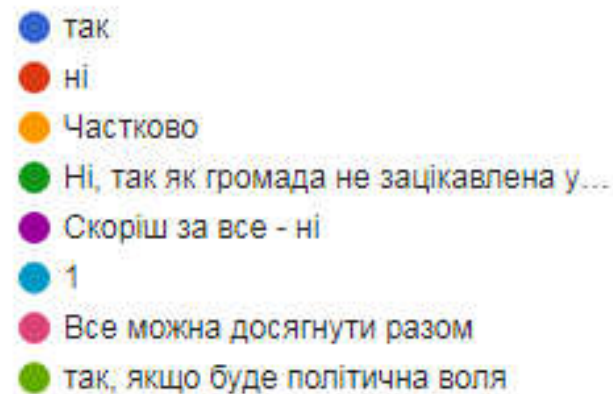 так
ні
Частково
Ні, так як громада не зацікавлена у...
Скоріш за все - ні
1
Все можна досягнути разом
так, якщо буде політична воля